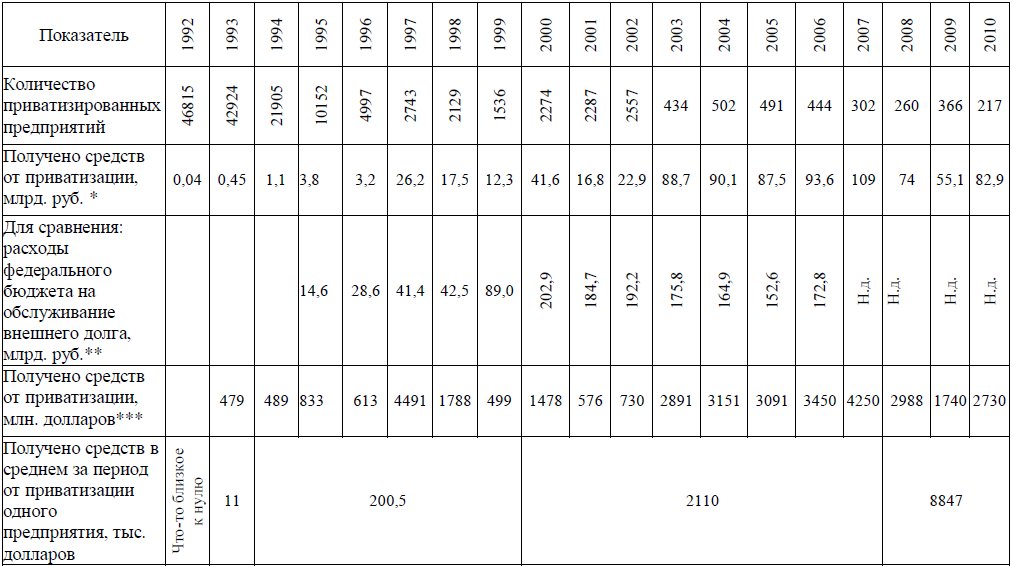 Показатель 1992 1993 1994 1995 1996 1997 1998 1999 2000 2001 2002 2003 2004 2005 2006 2007 2008 2009 2010
Количество
приватизированных
предприятий
46815 42924 21905 10152 4997 2743 2129 1536 2274 2287 2557 434 502 491 444 302 260 366 217
Получено средств
от приватизации,
млрд. руб. *
0,04 0,45 1,1 3,8 3,2 26,2 17,5 12,3 41,6 16,8 22,9 88,7 90,1 87,5 93,6 109 74 55,1 82,9
Для сравнения:
расходы
федерального
бюджета на
обслуживание
внешнего долга,
млрд. руб.**
14,6 28,6 41,4 42,5 89,0 202,9 184,7 192,2 175,8 164,9 152,6 172,8 Н.д. Н.д. Н.д. Н.д.
Получено средств
от приватизации,
млн. долларов***
479 489 833 613 4491 1788 499 1478 576 730 2891 3151 3091 3450 4250 2988 1740 2730
Получено средств в
среднем за период
от приватизации
одного
предприятия, тыс.
долларов
Что-то близкое
к нулю
11 200,5 2110 8847